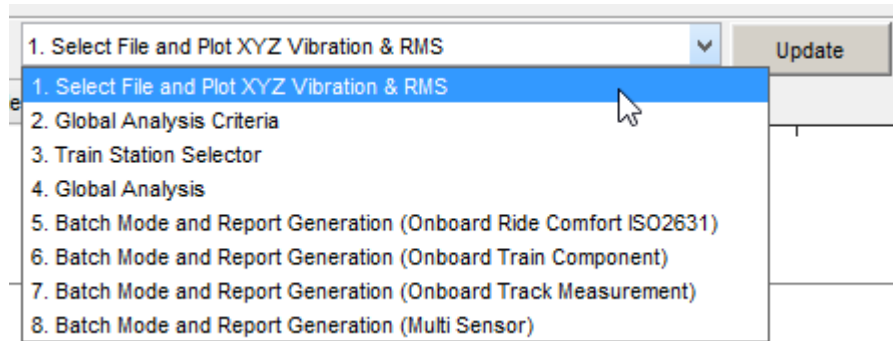 1. Select File and Plot XYZ Vibration & RMS
Update
1. Select File and Plot XYZ Vibration & RMS
e
2. Global Analysis Criteria
3. Train Station Selector
4. Global Analysis
5. Batch Mode and Report Generation (Onboard Ride Comfort ISO2631)
6. Batch Mode and Report Generation (Onboard Train Component)
7. Batch Mode and Report Generation (Onboard Track Measurement)
8. Batch Mode and Report Generation (Multi Sensor)